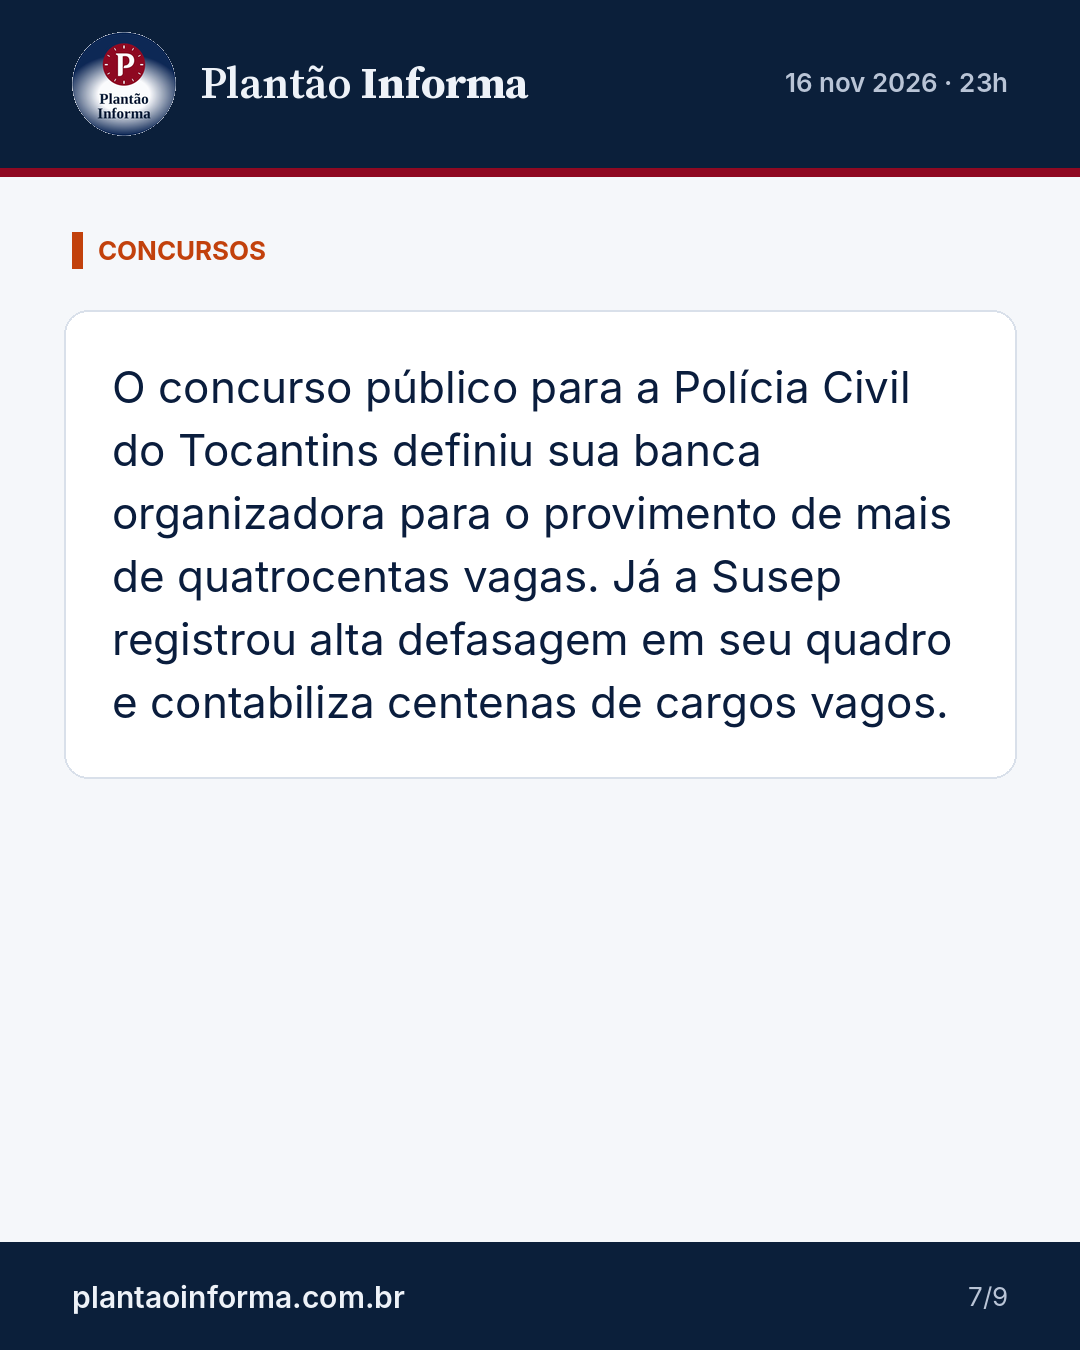 P
Plantão
Informa
Plantão Informa
16 nov 2026 · 23h
CONCURSOS
O concurso público para a Polícia Civil
do Tocantins definiu sua banca
organizadora para o provimento de mais
de quatrocentas vagas. Já a Susep
registrou alta defasagem em seu quadro
e contabiliza centenas de cargos vagos.
plantaoinforma.com.br
7/9